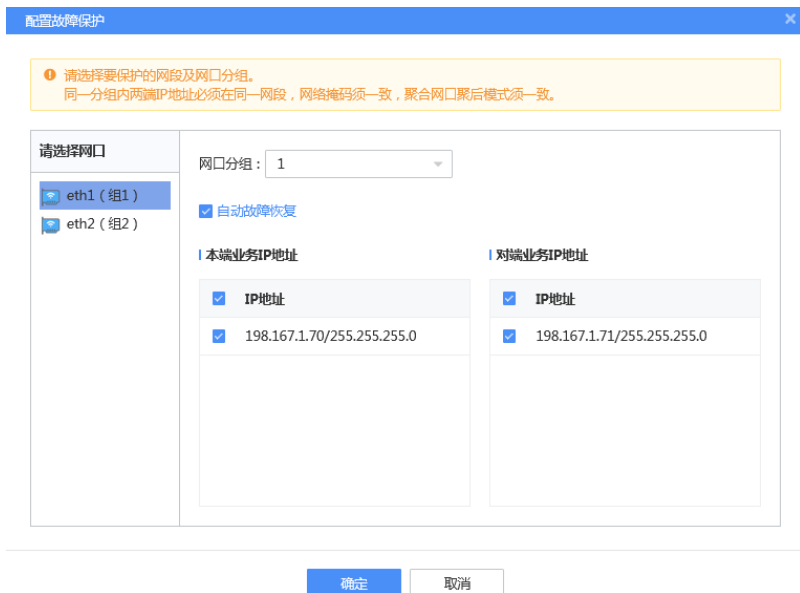 配置故障保护
请选择要保护的网段及网口分组。
同一分组内两端IP地址必须在同一网段，网络掩码须一致，聚合网口聚后模式须一致。
请选择网口
eth1（组1）
eth2（组2）
网口分组： 1
自动故障恢复
本端业务IP地址
IP地址
198.167.1.70/255.255.255.0
对端业务IP地址
IP地址
198.167.1.71/255.255.255.0
确定
取消